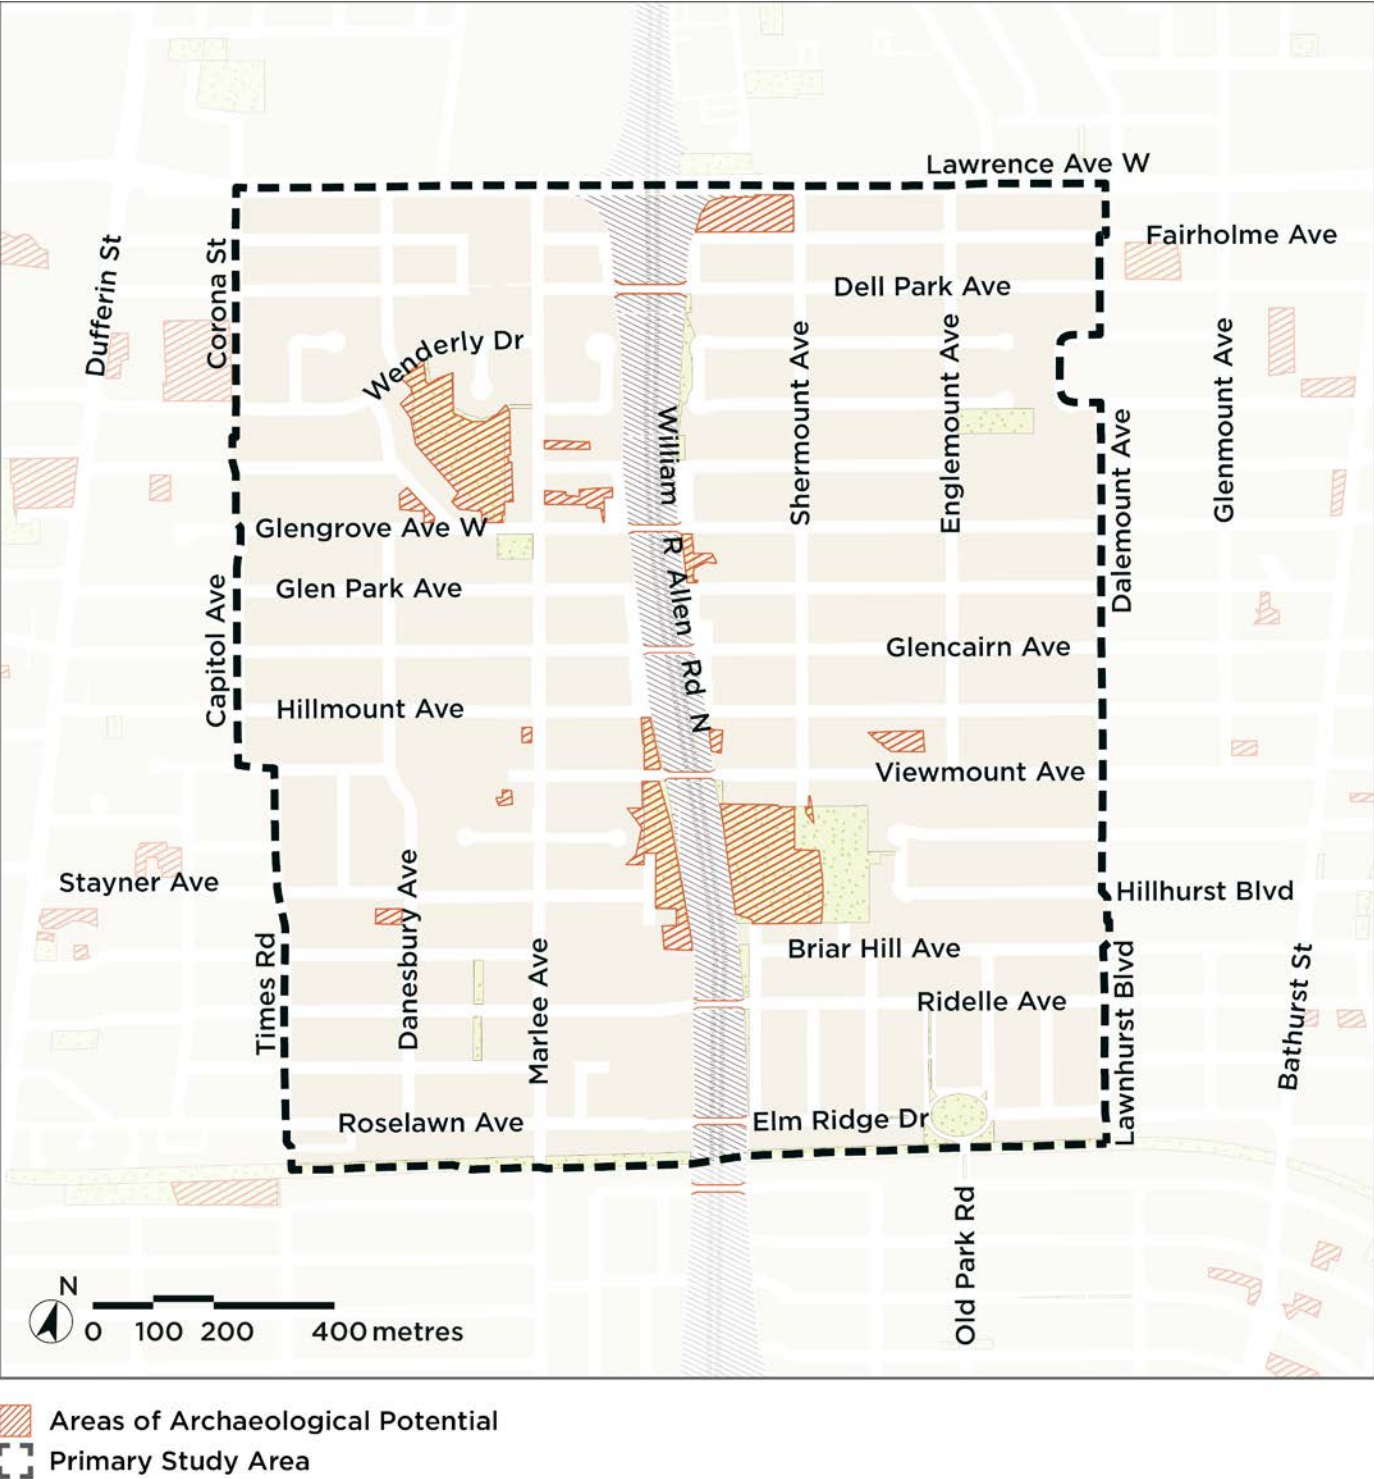 Lawrence Ave W
Fairholme Ave
Dufferin St
Corona St
Dell Park Ave
Wenderly Dr
Shermount Ave
Englemount Ave
Glenmount Ave
Dalemount Ave
William R Allen Rd N
Glengrove Ave W
Glen Park Ave
Capitol Ave
Glencairn Ave
Hillmount Ave
Viewmount Ave
Stayner Ave
Hillhurst Blvd
Danesbury Ave
Briar Hill Ave
Times Rd
Marlee Ave
Ridelle Ave
Lawnhurst Blvd
Bathurst St
Roselawn Ave
Elm Ridge Dr
Old Park Rd
N
0 100 200 400 metres
Areas of Archaeological Potential
Primary Study Area